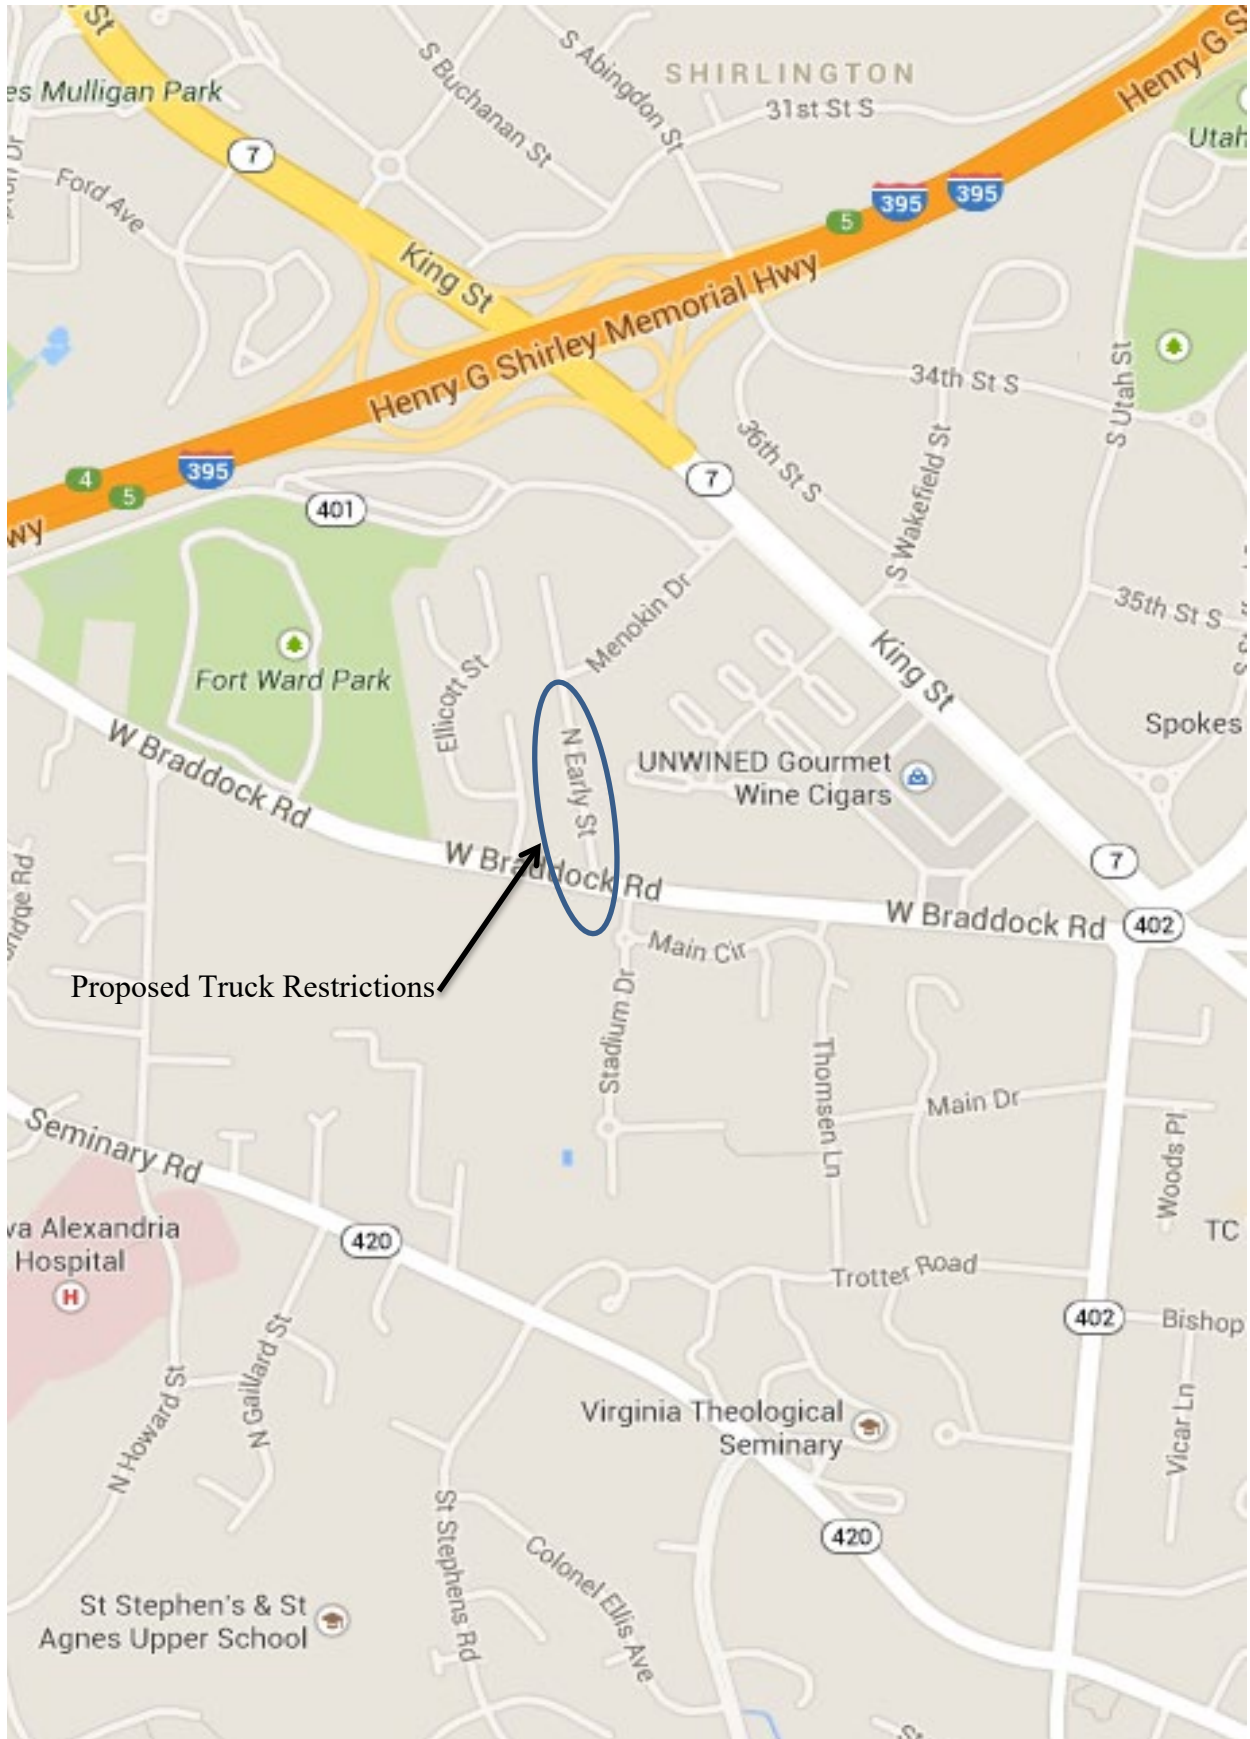 St
es Mulligan Park
S Buchanan St
S Abingdon St
SHIRLINGTON
31st St S
Henry G S
Utah
7
Ford Ave
395
395
5
King St
Henry G Shirley Memorial Hwy
34th St S
S Utah St
36th St S
S Wakefield St
4
5
395
401
7
wy
Menokin Dr
35th St S
Fort Ward Park
Ellicott St
King St
N Early St
Spokes
W Braddock Rd
UNWINED Gourmet
Wine Cigars
W Braddock Rd
7
W Braddock Rd
402
Main Cir
Proposed Truck Restrictions
Stadium Dr
Thomsen Ln
Main Dr
Woods Pl
Seminary Rd
va Alexandria
Hospital
H
420
TC
Trotter Road
402
Bishop
N Gaillard St
N Howard St
Vicar Ln
Virginia Theological
Seminary
420
St Stephens Rd
Colonel Ellis Ave
St Stephen's & St
Agnes Upper School
St